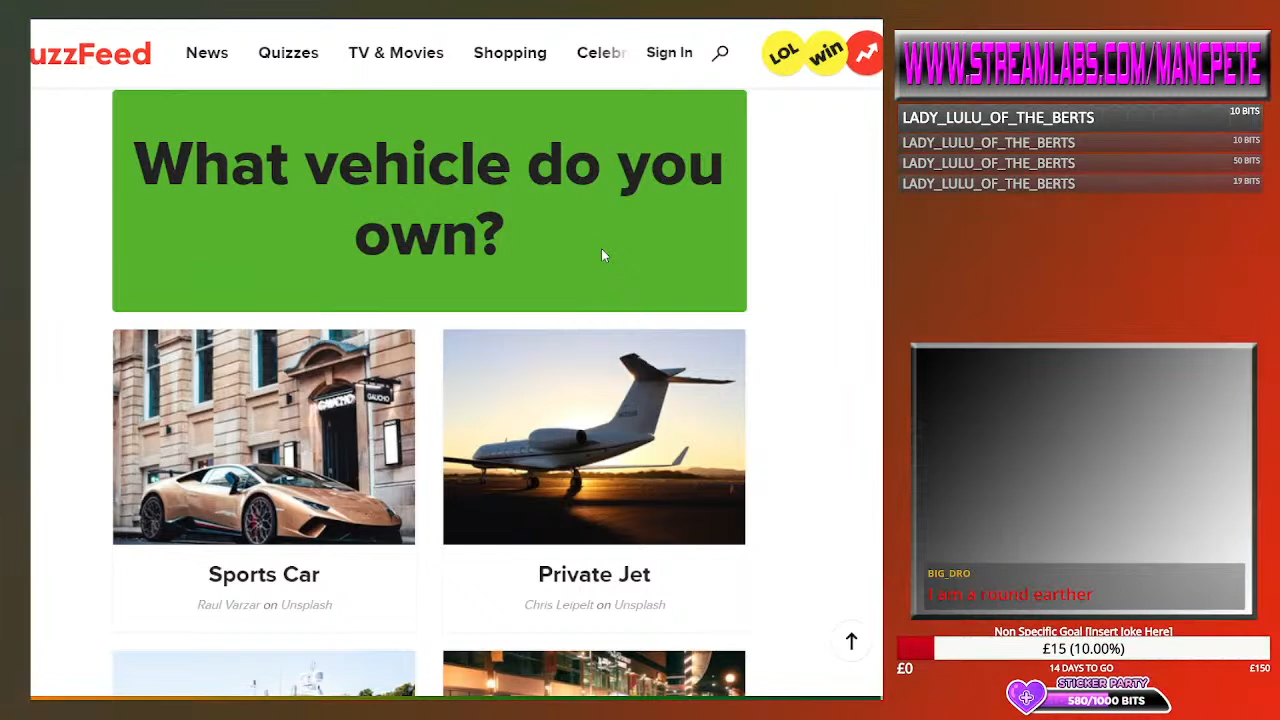 uzzFeed
News
Quizzes
TV & Movies
Shopping
Celebr
Sign In
LOL
win
What vehicle do you
own?
GAUCHO
GAUCHO
Sports Car
Raul Varzar on Unsplash
Private Jet
Chris Leipelt on Unsplash
WWW.STREAMLABS.COM/MANCPETE
LADY_LULU_OF_THE_BERTS 10 BITS
LADY_LULU_OF_THE_BERTS 10 BITS
LADY_LULU_OF_THE_BERTS 50 BITS
LADY_LULU_OF_THE_BERTS 19 BITS
BIG_DRO
I am a round earther
Non Specific Goal [Insert Joke Here]
£15 (10.00%)
£0 14 DAYS TO GO £150
STICKER PARTY
580/1000 BITS